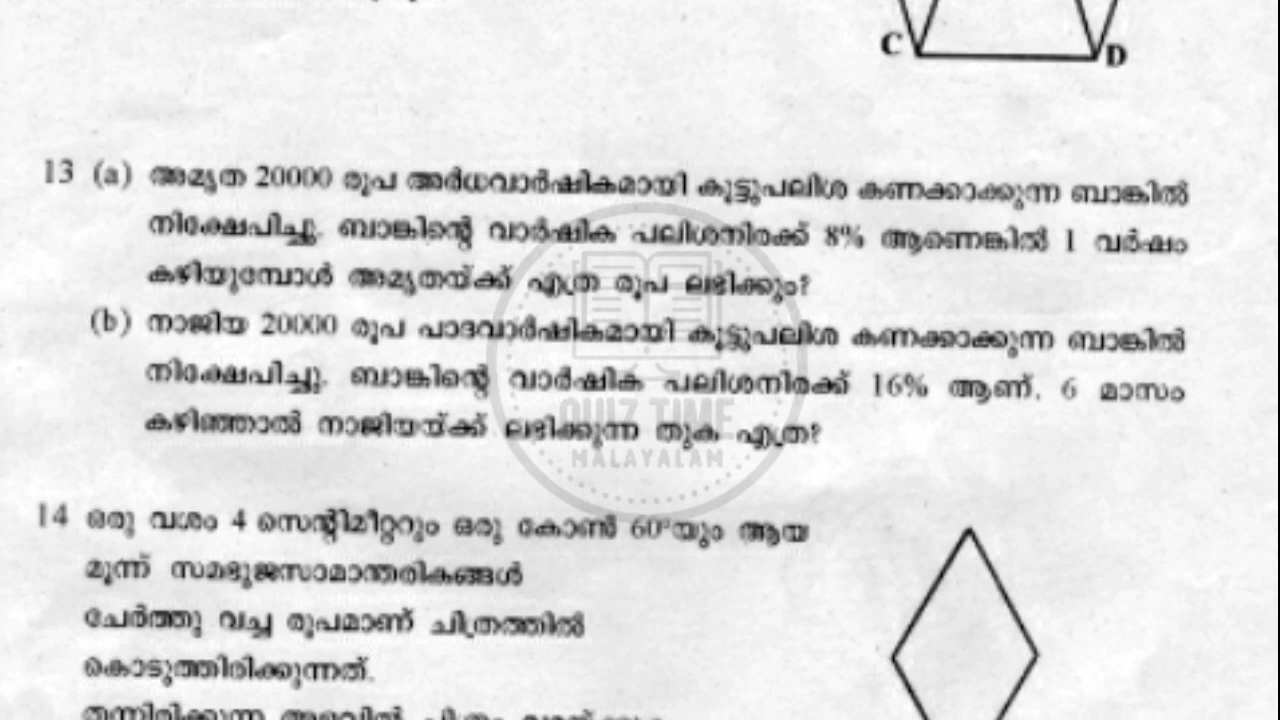 C D
13 (a) അമൃത 20000 രൂപ അർധവാർഷികമായി കൂട്ടുപലിശ കണക്കാക്കുന്ന ബാങ്കിൽ
നിക്ഷേപിച്ചു. ബാങ്കിന്റെ വാർഷിക പലിശനിരക്ക് 8% ആണെങ്കിൽ 1 വർഷം
കഴിയുമ്പോൾ അമൃതയ്ക്ക് എത്ര രൂപ ലഭിക്കും?
(b) നാജിയ 20000 രൂപ പാദവാർഷികമായി കൂട്ടുപലിശ കണക്കാക്കുന്ന ബാങ്കിൽ
നിക്ഷേപിച്ചു. ബാങ്കിന്റെ വാർഷിക പലിശനിരക്ക് 16% ആണ്. 6 മാസം
കഴിഞ്ഞാൽ നാജിയയ്ക്ക് ലഭിക്കുന്ന തുക എത്ര?
QUIZ TIME
MALAYALAM
14 ഒരു വശം 4 സെന്റിമീറ്ററും ഒരു കോൺ 60°യും ആയ
മൂന്ന് സമഭുജസാമാന്തരികങ്ങൾ
ചേർത്തു വച്ച രൂപമാണ് ചിത്രത്തിൽ
കൊടുത്തിരിക്കുന്നത്.
തന്നിരിക്കുന്ന അളവിൽ ചിത്രം